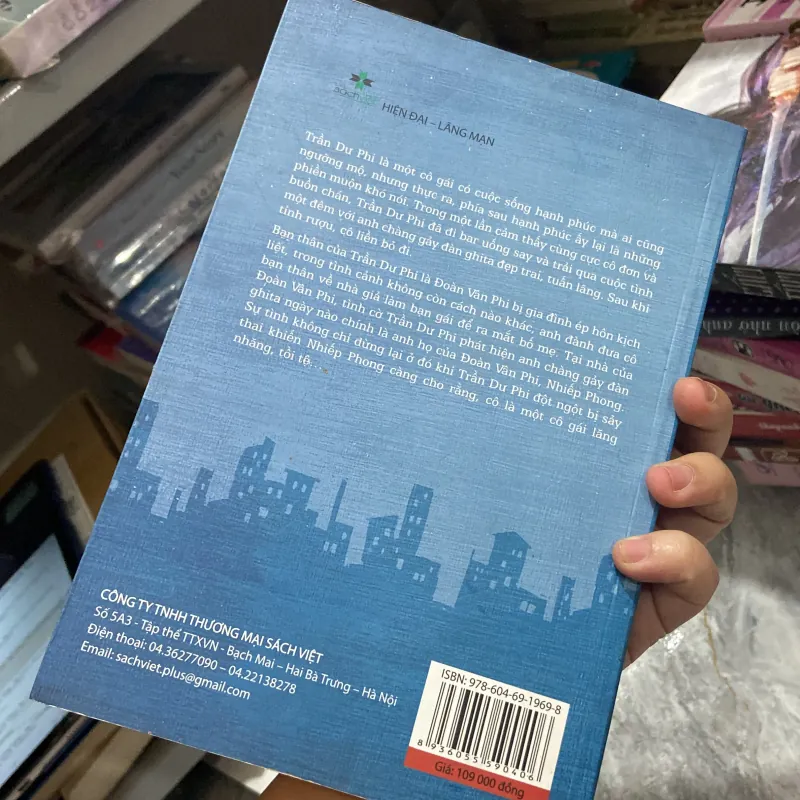 sachviet
HIỆN ĐẠI – LÃNG MẠN
Trần Dư Phi là một cô gái có cuộc sống hạnh phúc mà ai cũng
ngưỡng mộ, nhưng thực ra, phía sau hạnh phúc ấy lại là những
phiền muộn khó nói. Trong một lần cảm thấy cùng cực cô đơn và
buồn chán, Trần Dư Phi đã đi bar uống say và trải qua cuộc tình
một đêm với anh chàng gảy đàn ghita đẹp trai, tuấn lãng. Sau khi
tỉnh rượu, cô liền bỏ đi.
Bạn thân của Trần Dư Phi là Đoàn Vân Phi bị gia đình ép hôn kịch
liệt, trong tình cảnh không còn cách nào khác, anh đành đưa cô
bạn thân về nhà giả làm bạn gái để ra mắt bố mẹ. Tại nhà của
Đoàn Vân Phi, tình cờ Trần Dư Phi phát hiện anh chàng gảy đàn
ghita ngày nào chính là anh họ của Đoàn Vân Phi, Nhiếp Phong.
Sự tình không chỉ dừng lại ở đó khi Trần Dư Phi đột ngột bị sảy
thai khiến Nhiếp Phong càng cho rằng, cô là một cô gái lăng
nhăng, tồi tệ...
CÔNG TY TNHH THƯƠNG MẠI SÁCH VIỆT
Số 5A3 - Tập thể TTXVN - Bạch Mai – Hai Bà Trưng – Hà Nội
Điện thoại: 04.36277090 – 04.22138278
Email: sachviet.plus@gmail.com
ISBN: 978-604-69-1969-8
8 936055 590406
Giá: 109 000 đồng